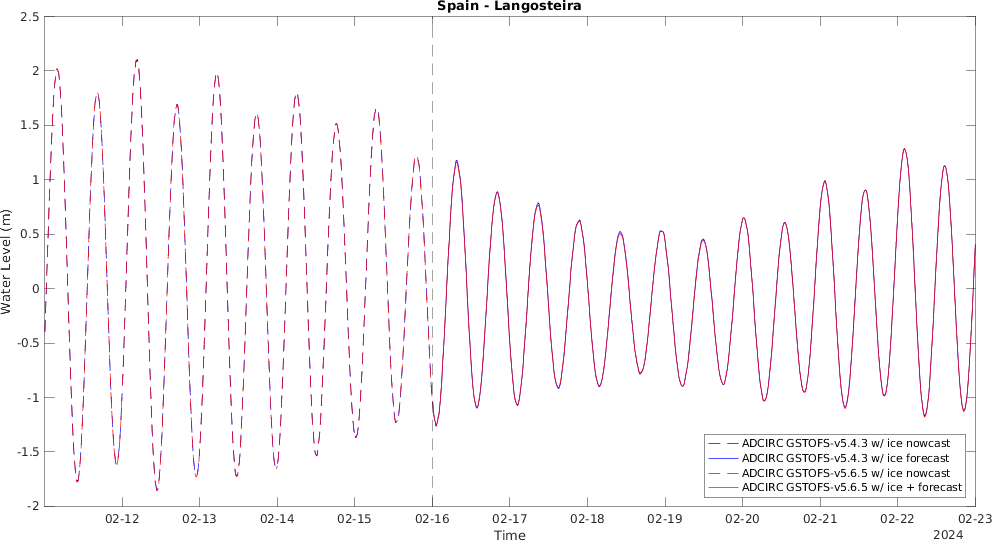 Spain - Langosteira
2.5
2
1.5
1
0.5
0
-0.5
-1
-1.5
-2
Water Level (m)
ADCIRC GSTOFS-v5.4.3 w/ ice nowcast
ADCIRC GSTOFS-v5.4.3 w/ ice forecast
ADCIRC GSTOFS-v5.6.5 w/ ice nowcast
ADCIRC GSTOFS-v5.6.5 w/ ice + forecast
02-12 02-13 02-14 02-15 02-16 02-17 02-18 02-19 02-20 02-21 02-22 02-23
Time
2024